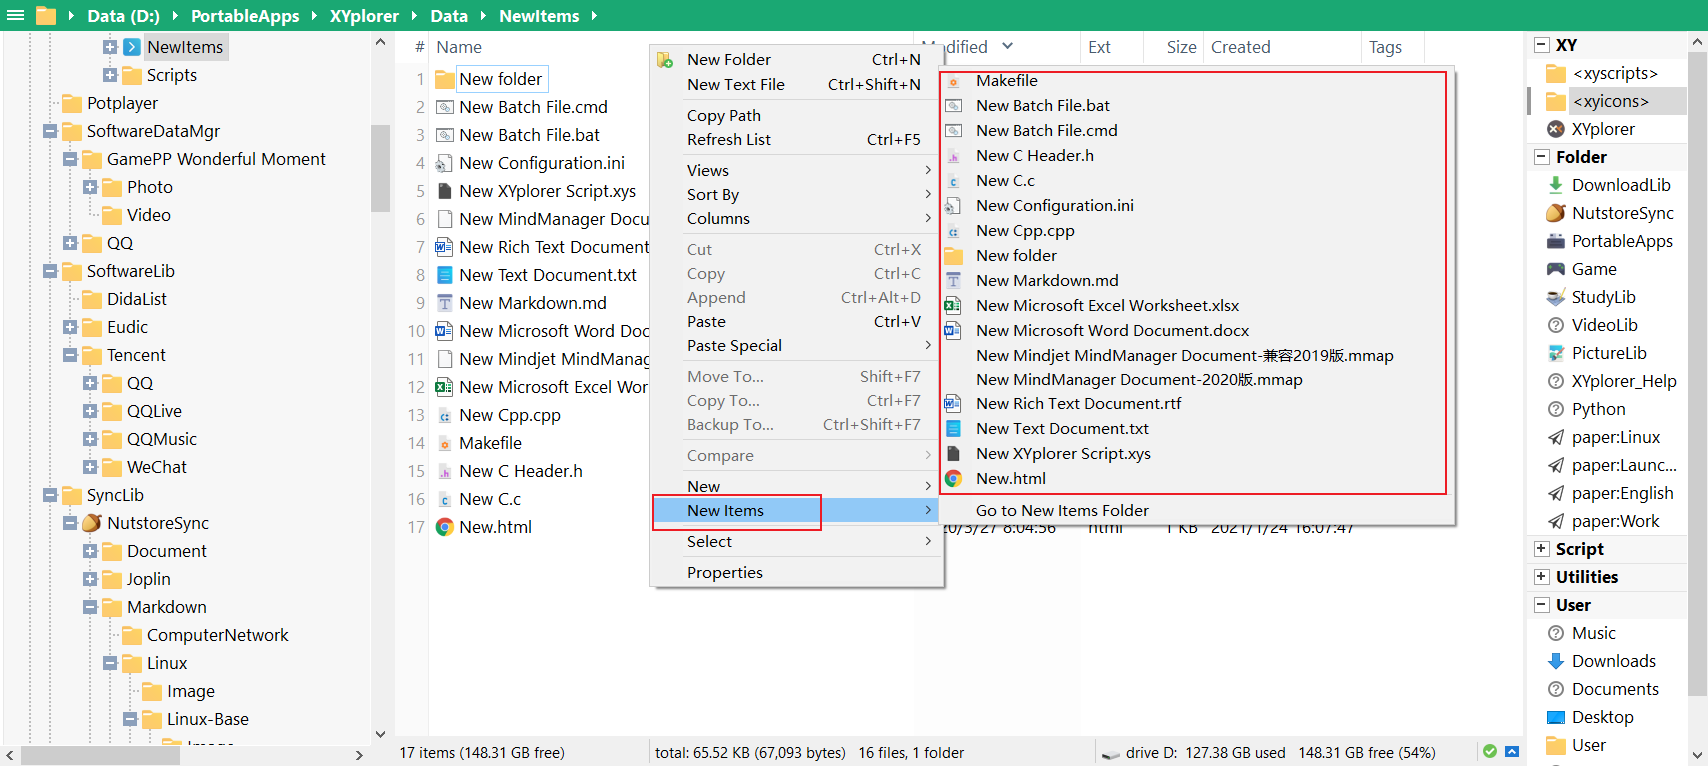 Data (D:) PortableApps XYplorer Data NewItems
NewItems
Scripts
Potplayer
SoftwareDataMgr
GamePP Wonderful Moment
Photo
Video
QQ
SoftwareLib
DidaList
Eudic
Tencent
QQ
QQLive
QQMusic
WeChat
SyncLib
NutstoreSync
Document
Joplin
Markdown
ComputerNetwork
Linux
Image
Linux-Base
# Name Ext Size Created Tags
1 New folder
2 New Batch File.cmd
3 New Batch File.bat
4 New Configuration.ini
5 New XYplorer Script.xys
6 New MindManager Docu
7 New Rich Text Document
8 New Text Document.txt
9 New Markdown.md
10 New Microsoft Word Doc
11 New Mindjet MindManag
12 New Microsoft Excel Wor
13 New Cpp.cpp
14 Makefile
15 New C Header.h
16 New C.c
17 New.html
New Folder Ctrl+N
New Text File Ctrl+Shift+N
Copy Path
Refresh List Ctrl+F5
Views
Sort By
Columns
Cut Ctrl+X
Copy Ctrl+C
Append Ctrl+Alt+D
Paste Ctrl+V
Paste Special
Move To... Shift+F7
Copy To... Ctrl+F7
Backup To... Ctrl+Shift+F7
Compare
New
New Items
Select
Properties
Makefile
New Batch File.bat
New Batch File.cmd
New C Header.h
New C.c
New Configuration.ini
New Cpp.cpp
New folder
New Markdown.md
New Microsoft Excel Worksheet.xlsx
New Microsoft Word Document.docx
New Mindjet MindManager Document-兼容2019版.mmap
New MindManager Document-2020版.mmap
New Rich Text Document.rtf
New Text Document.txt
New XYplorer Script.xys
New.html
Go to New Items Folder
20/3/27 8:04:56 html 1 KB 2021/1/24 16:07:47
XY
<xyscripts>
<xyicons>
XYplorer
Folder
DownloadLib
NutstoreSync
PortableApps
Game
StudyLib
VideoLib
PictureLib
XYplorer_Help
Python
paper:Linux
paper:Launc...
paper:English
paper:Work
Script
Utilities
User
Music
Downloads
Documents
Desktop
User
17 items (148.31 GB free) total: 65.52 KB (67,093 bytes) 16 files, 1 folder drive D: 127.38 GB used 148.31 GB free (54%)